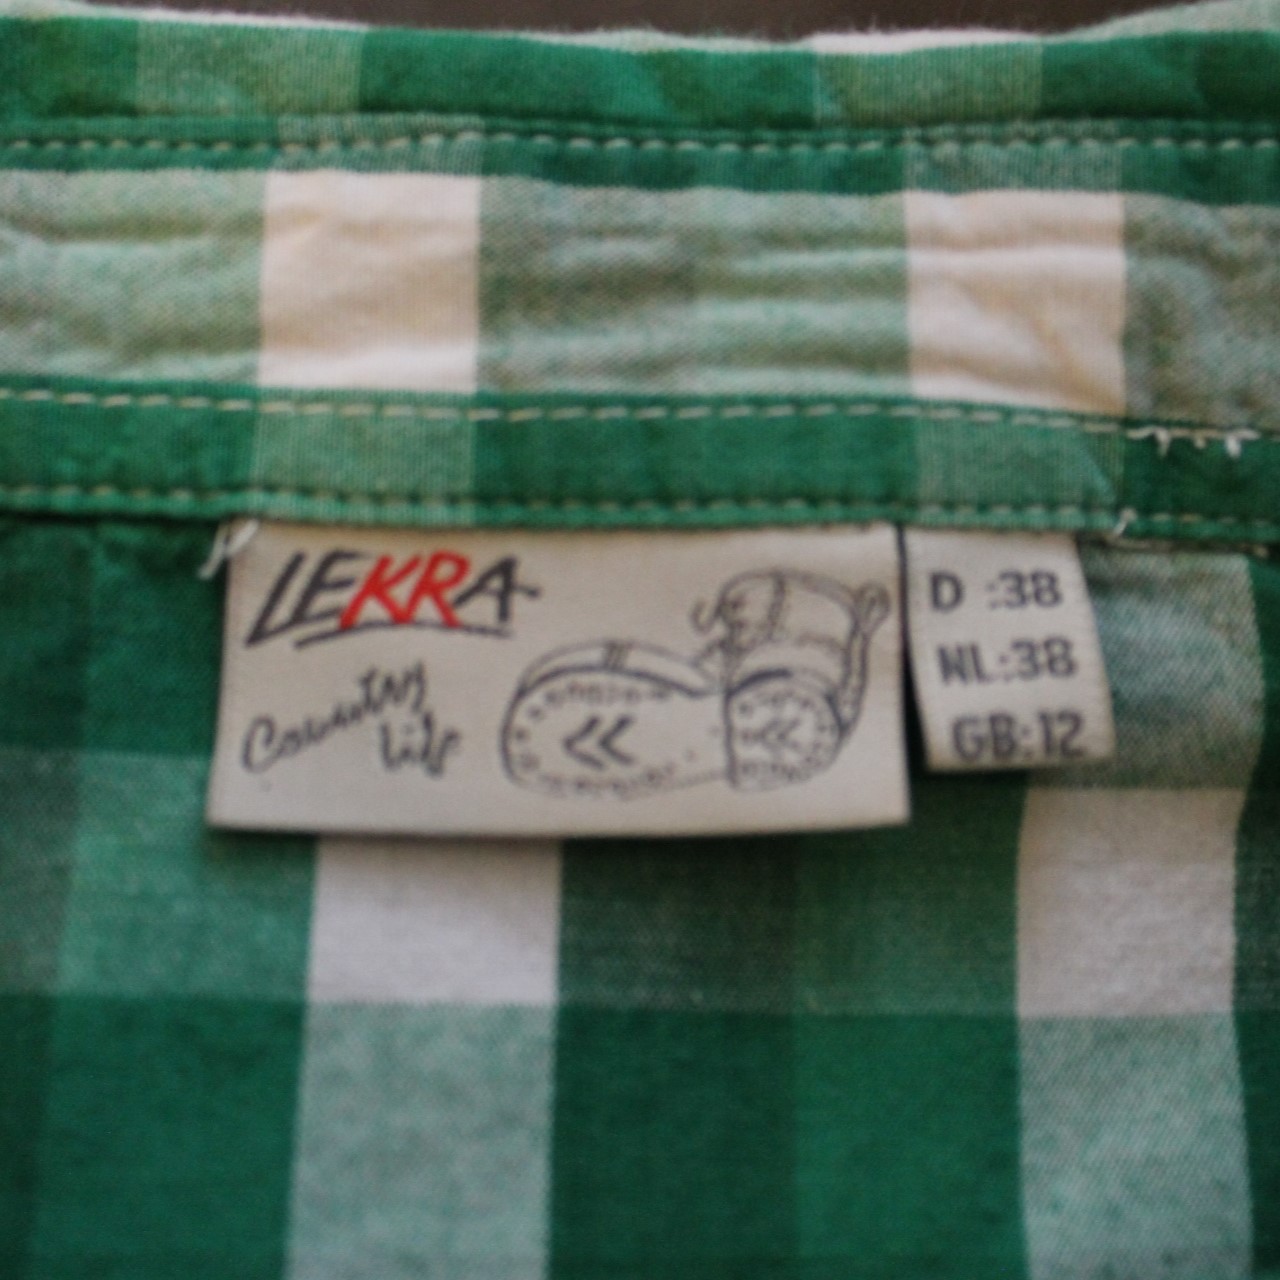 LEKRA
Country
Life
D :38
NL:38
GB:12